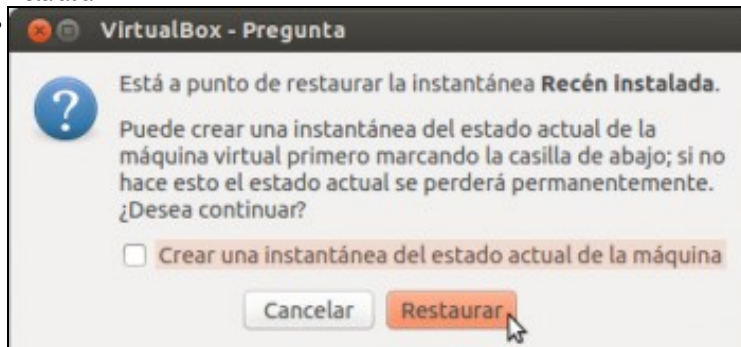 VirtualBox - Pregunta
Está a punto de restaurar la instantánea Recén instalada.
Puede crear una instantánea del estado actual de la
máquina virtual primero marcando la casilla de abajo; si no
hace esto el estado actual se perderá permanentemente.
¿Desea continuar?
Crear una instantánea del estado actual de la máquina
Cancelar Restaurar